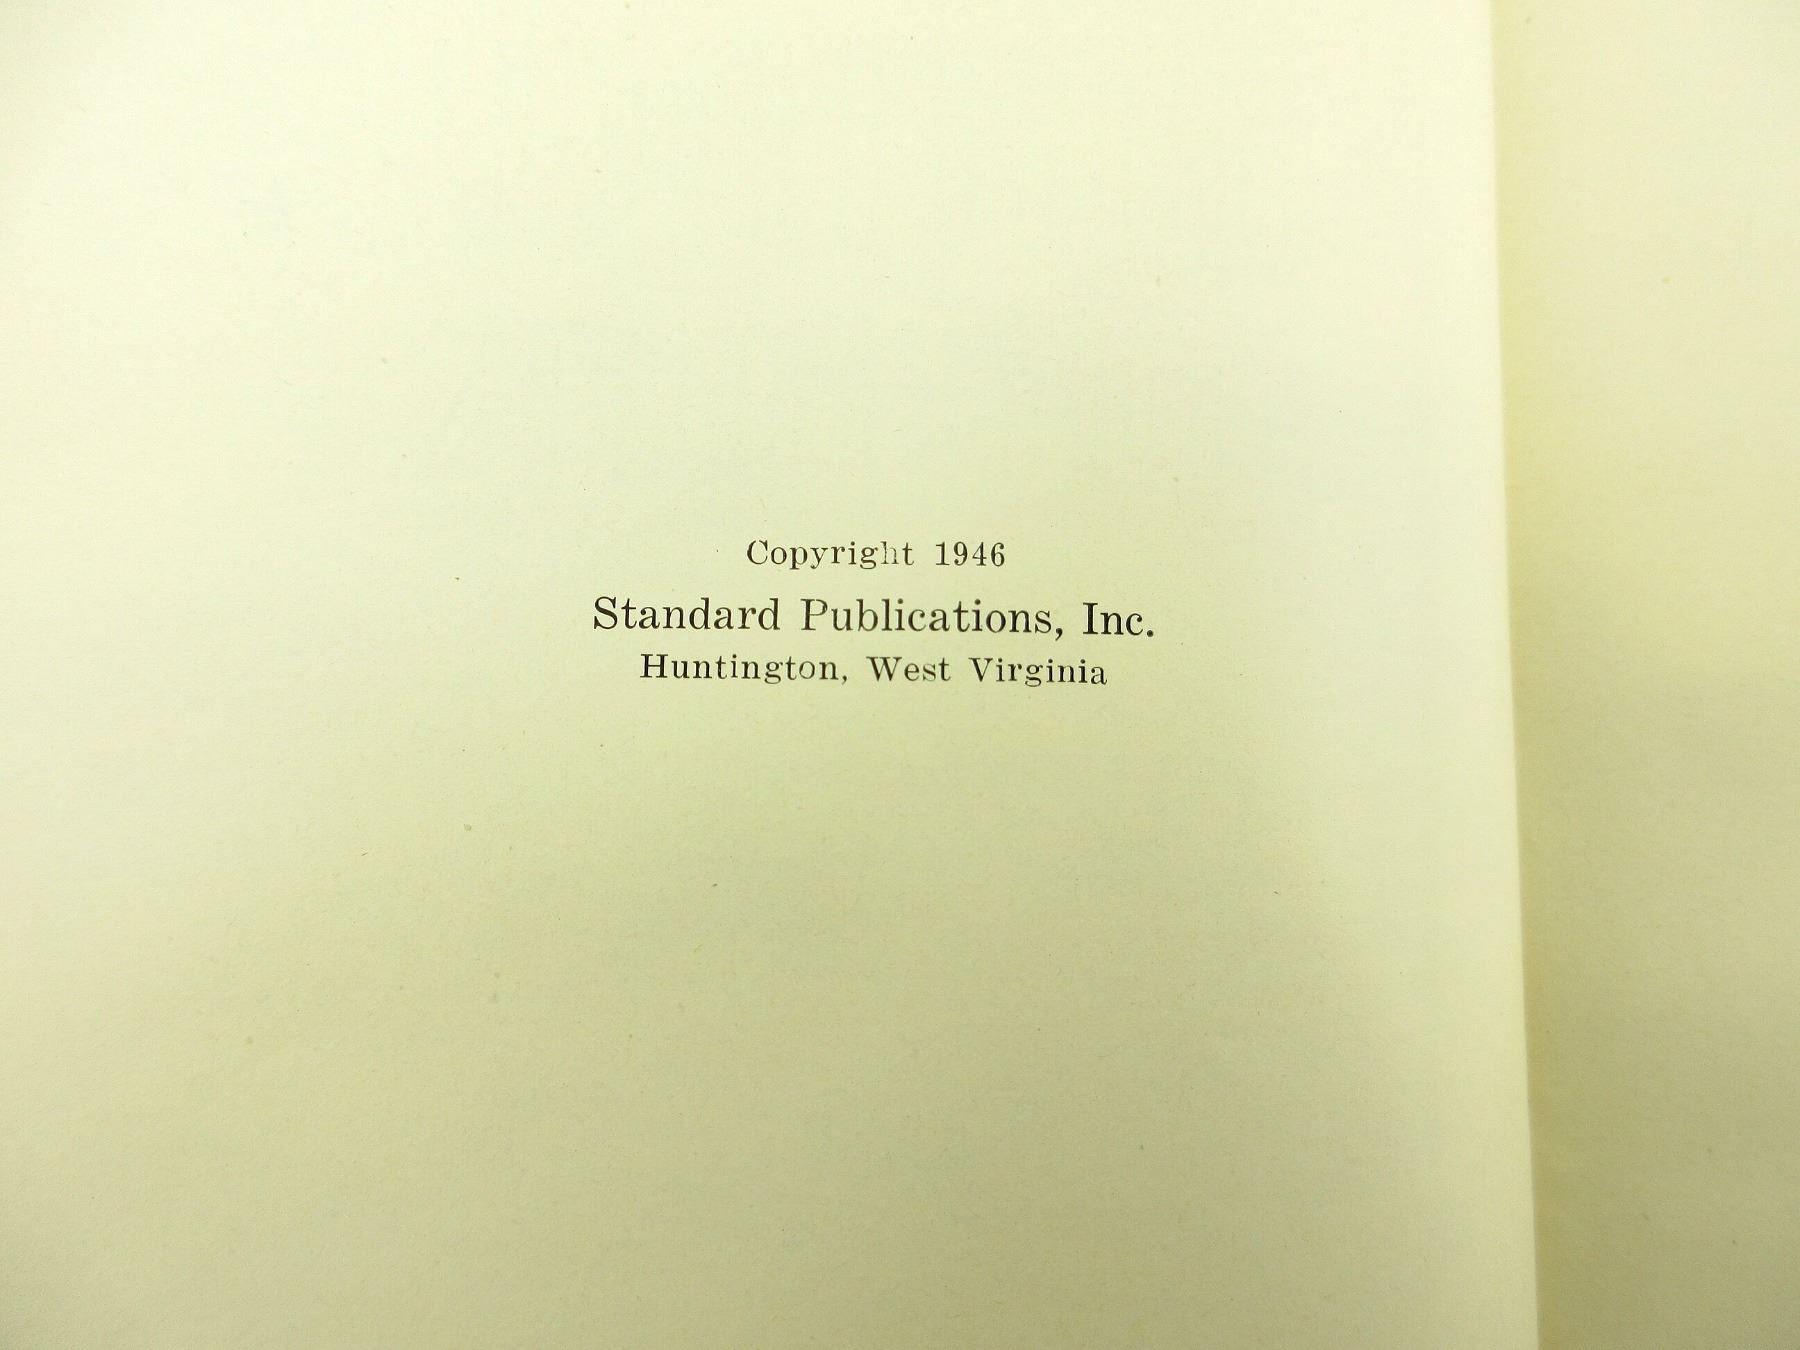 Copyright 1946
Standard Publications, Inc.
Huntington, West Virginia